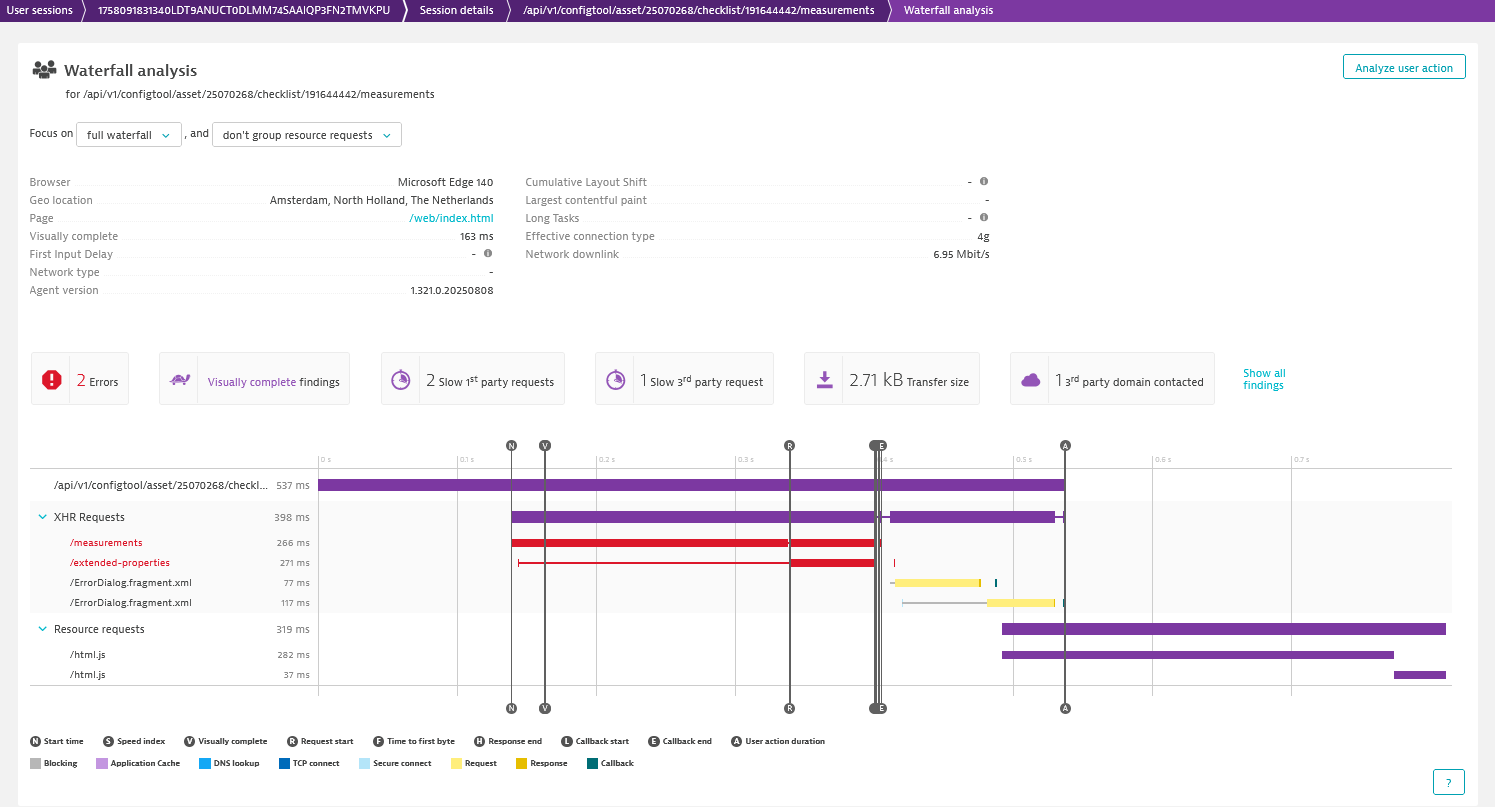 User sessions 1758091831340LDT9ANUCT0DLMM74SAAIQP3FN2TMVKPU Session details /api/v1/configtool/asset/25070268/checklist/191644442/measurements Waterfall analysis
Waterfall analysis
Analyze user action
for /api/v1/configtool/asset/25070268/checklist/191644442/measurements
Focus on full waterfall , and don't group resource requests
Browser Microsoft Edge 140
Geo location Amsterdam, North Holland, The Netherlands
Page /web/index.html
Visually complete 163 ms
First Input Delay -
Network type -
Agent version 1.321.0.20250808
Cumulative Layout Shift -
Largest contentful paint -
Long Tasks -
Effective connection type 4g
Network downlink 6.95 Mbit/s
2 Errors
Visually complete findings
2 Slow 1st party requests
1 Slow 3rd party request
2.71 kB Transfer size
1 3rd party domain contacted
Show all
findings
N V R E A
0 s 0.1 s 0.2 s 0.3 s 0.5 s 0.6 s 0.7 s
/api/v1/configtool/asset/25070268/checkl... 537 ms
XHR Requests 398 ms
/measurements 266 ms
/extended-properties 271 ms
/ErrorDialog.fragment.xml 77 ms
/ErrorDialog.fragment.xml 117 ms
Resource requests 319 ms
/html.js 282 ms
/html.js 37 ms
N V R E A
N Start time S Speed index V Visually complete R Request start F Time to first byte H Response end L Callback start E Callback end A User action duration
Blocking Application Cache DNS lookup TCP connect Secure connect Request Response Callback
?